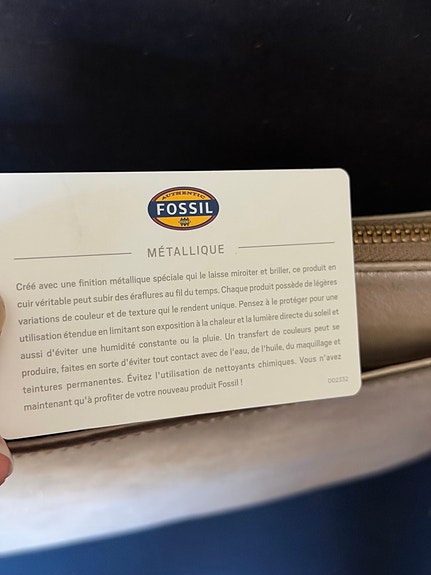 AUTHENTIC
FOSSIL
MÉTALLIQUE
Créé avec une finition métallique spéciale qui le laisse miroiter et briller, ce produit en
cuir véritable peut subir des éraflures au fil du temps. Chaque produit possède de légères
variations de couleur et de texture qui le rendent unique. Pensez à le protéger pour une
utilisation étendue en limitant son exposition à la chaleur et la lumière directe du soleil et
aussi d'éviter une humidité constante ou la pluie. Un transfert de couleurs peut se
produire, faites en sorte d'éviter tout contact avec de l'eau, de l'huile, du maquillage et
teintures permanentes. Évitez l'utilisation de nettoyants chimiques. Vous n'avez
maintenant qu'à profiter de votre nouveau produit Fossil !
002332